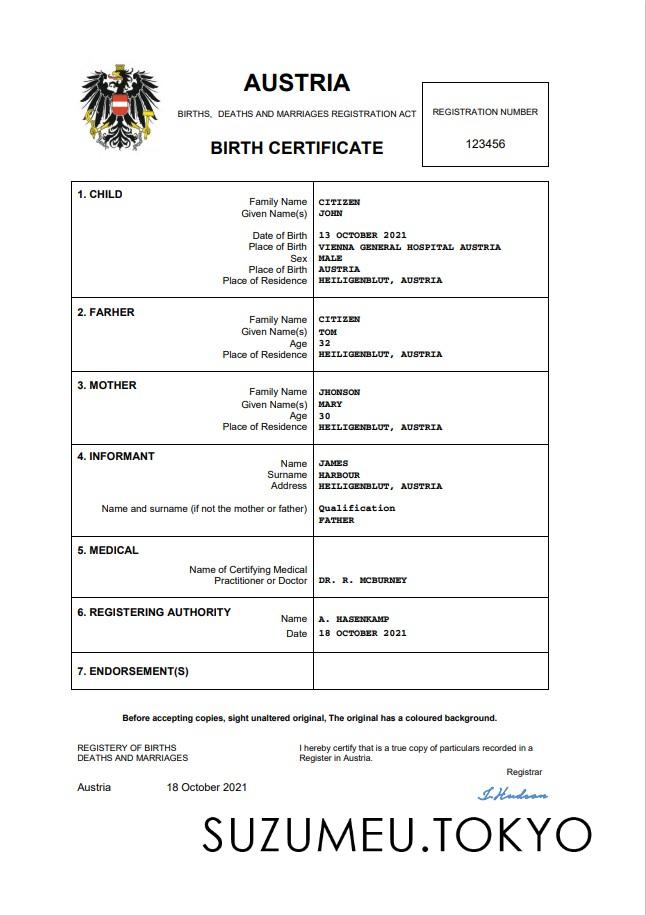 AUSTRIA
BIRTHS, DEATHS AND MARRIAGES REGISTRATION ACT
BIRTH CERTIFICATE
REGISTRATION NUMBER
123456
1. CHILD
Family Name CITIZEN
Given Name(s) JOHN
Date of Birth 13 OCTOBER 2021
Place of Birth VIENNA GENERAL HOSPITAL AUSTRIA
Sex MALE
Place of Birth AUSTRIA
Place of Residence HEILIGENBLUT, AUSTRIA
2. FARHER
Family Name CITIZEN
Given Name(s) TOM
Age 32
Place of Residence HEILIGENBLUT, AUSTRIA
3. MOTHER
Family Name JHONSON
Given Name(s) MARY
Age 30
Place of Residence HEILIGENBLUT, AUSTRIA
4. INFORMANT
Name JAMES
Surname HARBOUR
Address HEILIGENBLUT, AUSTRIA
Name and surname (if not the mother or father) Qualification
FATHER
5. MEDICAL
Name of Certifying Medical
Practitioner or Doctor DR. R. MCBURNEY
6. REGISTERING AUTHORITY
Name A. HASENKAMP
Date 18 OCTOBER 2021
7. ENDORSEMENT(S)
Before accepting copies, sight unaltered original, The original has a coloured background.
REGISTERY OF BIRTHS
DEATHS AND MARRIAGES
I hereby certify that is a true copy of particulars recorded in a
Register in Austria.
Registrar
Austria 18 October 2021
I.Hudson
SUZUMEU.TOKYO